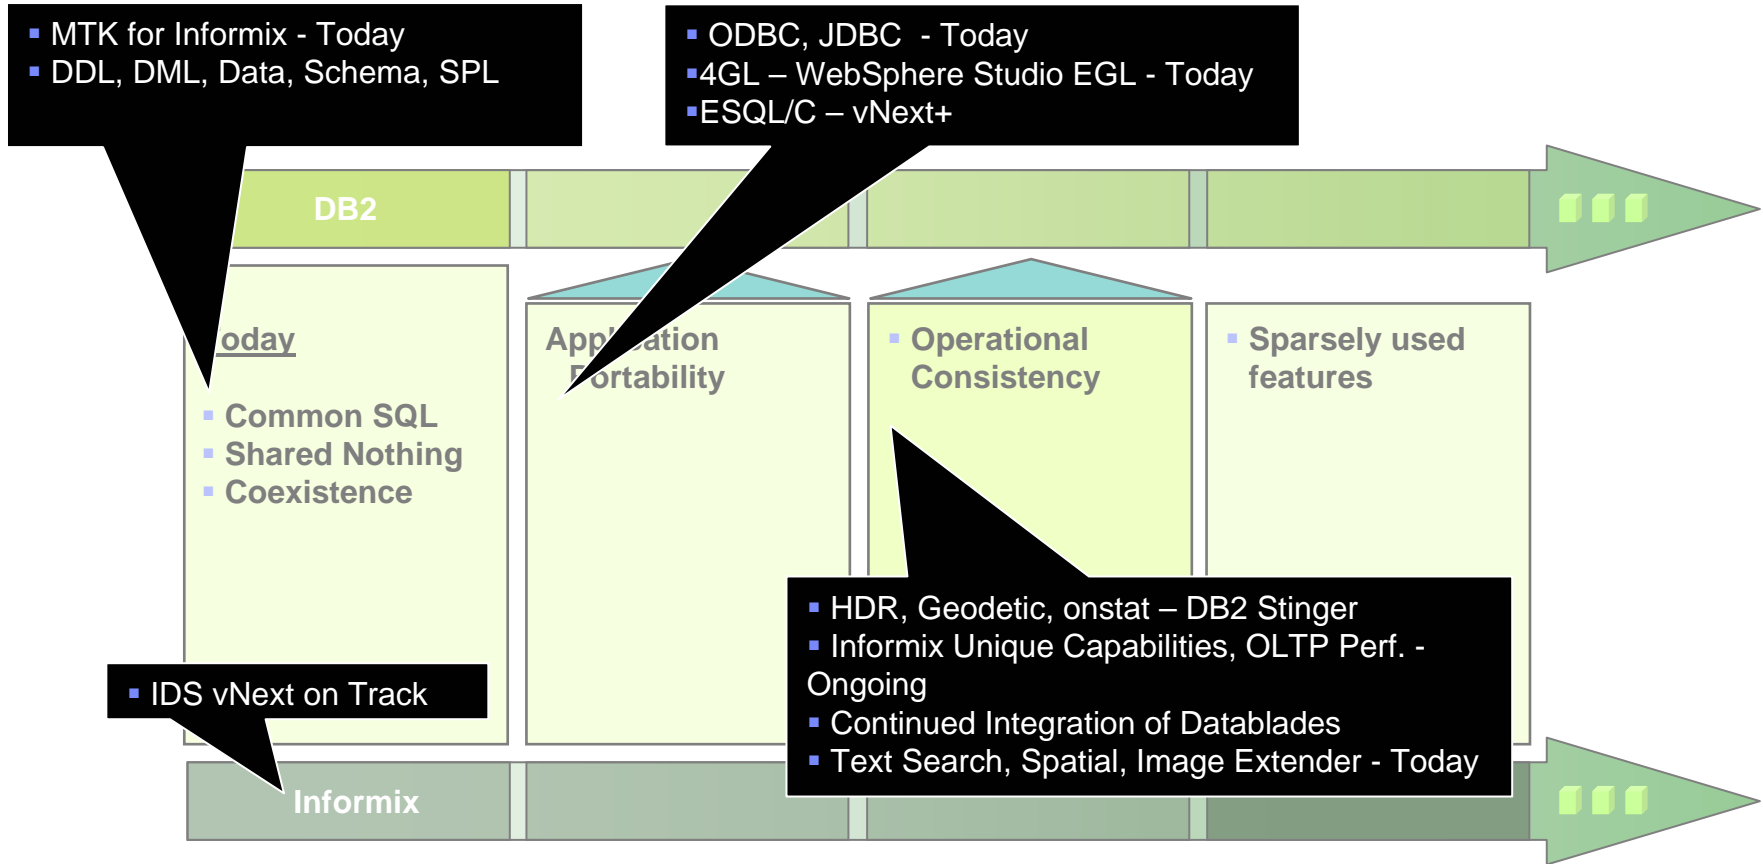 ▪ MTK for Informix - Today
▪ DDL, DML, Data, Schema, SPL
▪ ODBC, JDBC - Today
▪4GL – WebSphere Studio EGL - Today
▪ESQL/C – vNext+
DB2
oday
▪ Common SQL
▪ Shared Nothing
▪ Coexistence
Portability
▪ Operational
Consistency
▪ Sparsely used
features
▪ HDR, Geodetic, onstat – DB2 Stinger
▪ Informix Unique Capabilities, OLTP Perf. -
Ongoing
▪ Continued Integration of Datablades
▪ Text Search, Spatial, Image Extender - Today
▪ IDS vNext on Track
Informix